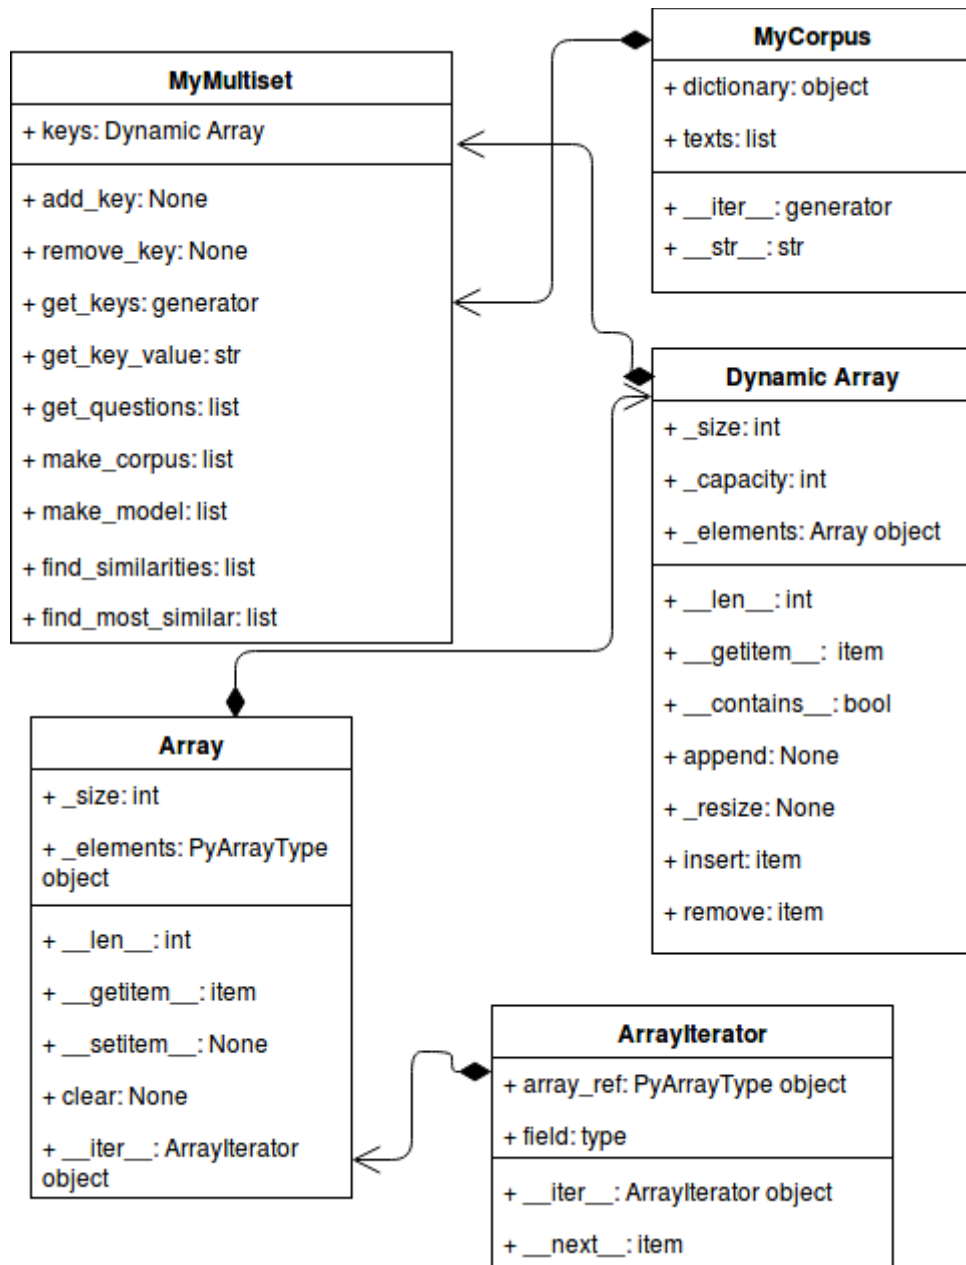 MyMultiset
+ keys: Dynamic Array
+ add_key: None
+ remove_key: None
+ get_keys: generator
+ get_key_value: str
+ get_questions: list
+ make_corpus: list
+ make_model: list
+ find_similarities: list
+ find_most_similar: list
MyCorpus
+ dictionary: object
+ texts: list
+ __iter__: generator
+ __str__: str
Dynamic Array
+ _size: int
+ _capacity: int
+ _elements: Array object
+ __len__: int
+ __getitem__: item
+ __contains__: bool
+ append: None
+ _resize: None
+ insert: item
+ remove: item
Array
+ _size: int
+ _elements: PyArrayType
object
+ __len__: int
+ __getitem__: item
+ __setitem__: None
+ clear: None
+ __iter__: ArrayIterator
object
ArrayIterator
+ array_ref: PyArrayType object
+ field: type
+ __iter__: ArrayIterator object
+ __next__: item